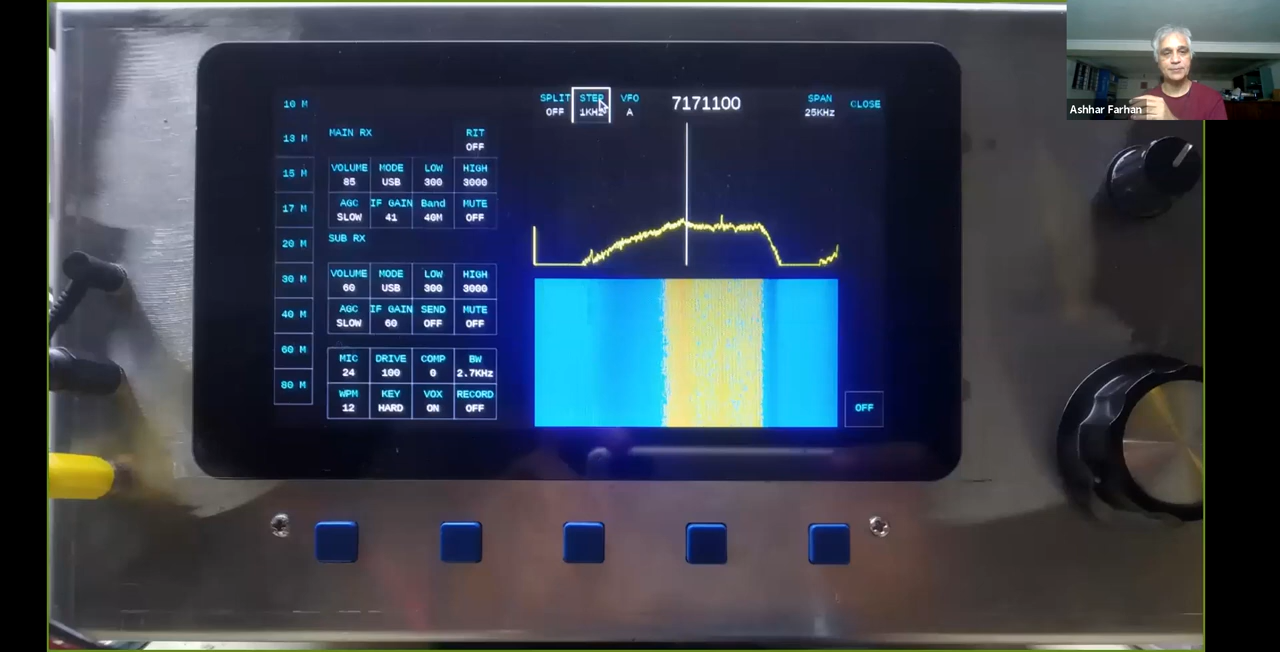 Ashhar Farhan
SPLIT STEP VFO 7171100 SPAN CLOSE
OFF 1KHz A 25KHz
10 M
13 M
15 M
17 M
20 M
30 M
40 M
60 M
80 M
MAIN RX RIT
OFF
VOLUME MODE LOW HIGH
85 USB 300 3000
AGC IF GAIN Band MUTE
SLOW 41 40M OFF
SUB RX
VOLUME MODE LOW HIGH
60 USB 300 3000
AGC IF GAIN SEND MUTE
SLOW 60 OFF OFF
MIC DRIVE COMP BW
24 100 0 2.7KHz
WPM KEY VOX RECORD
12 HARD ON OFF
OFF